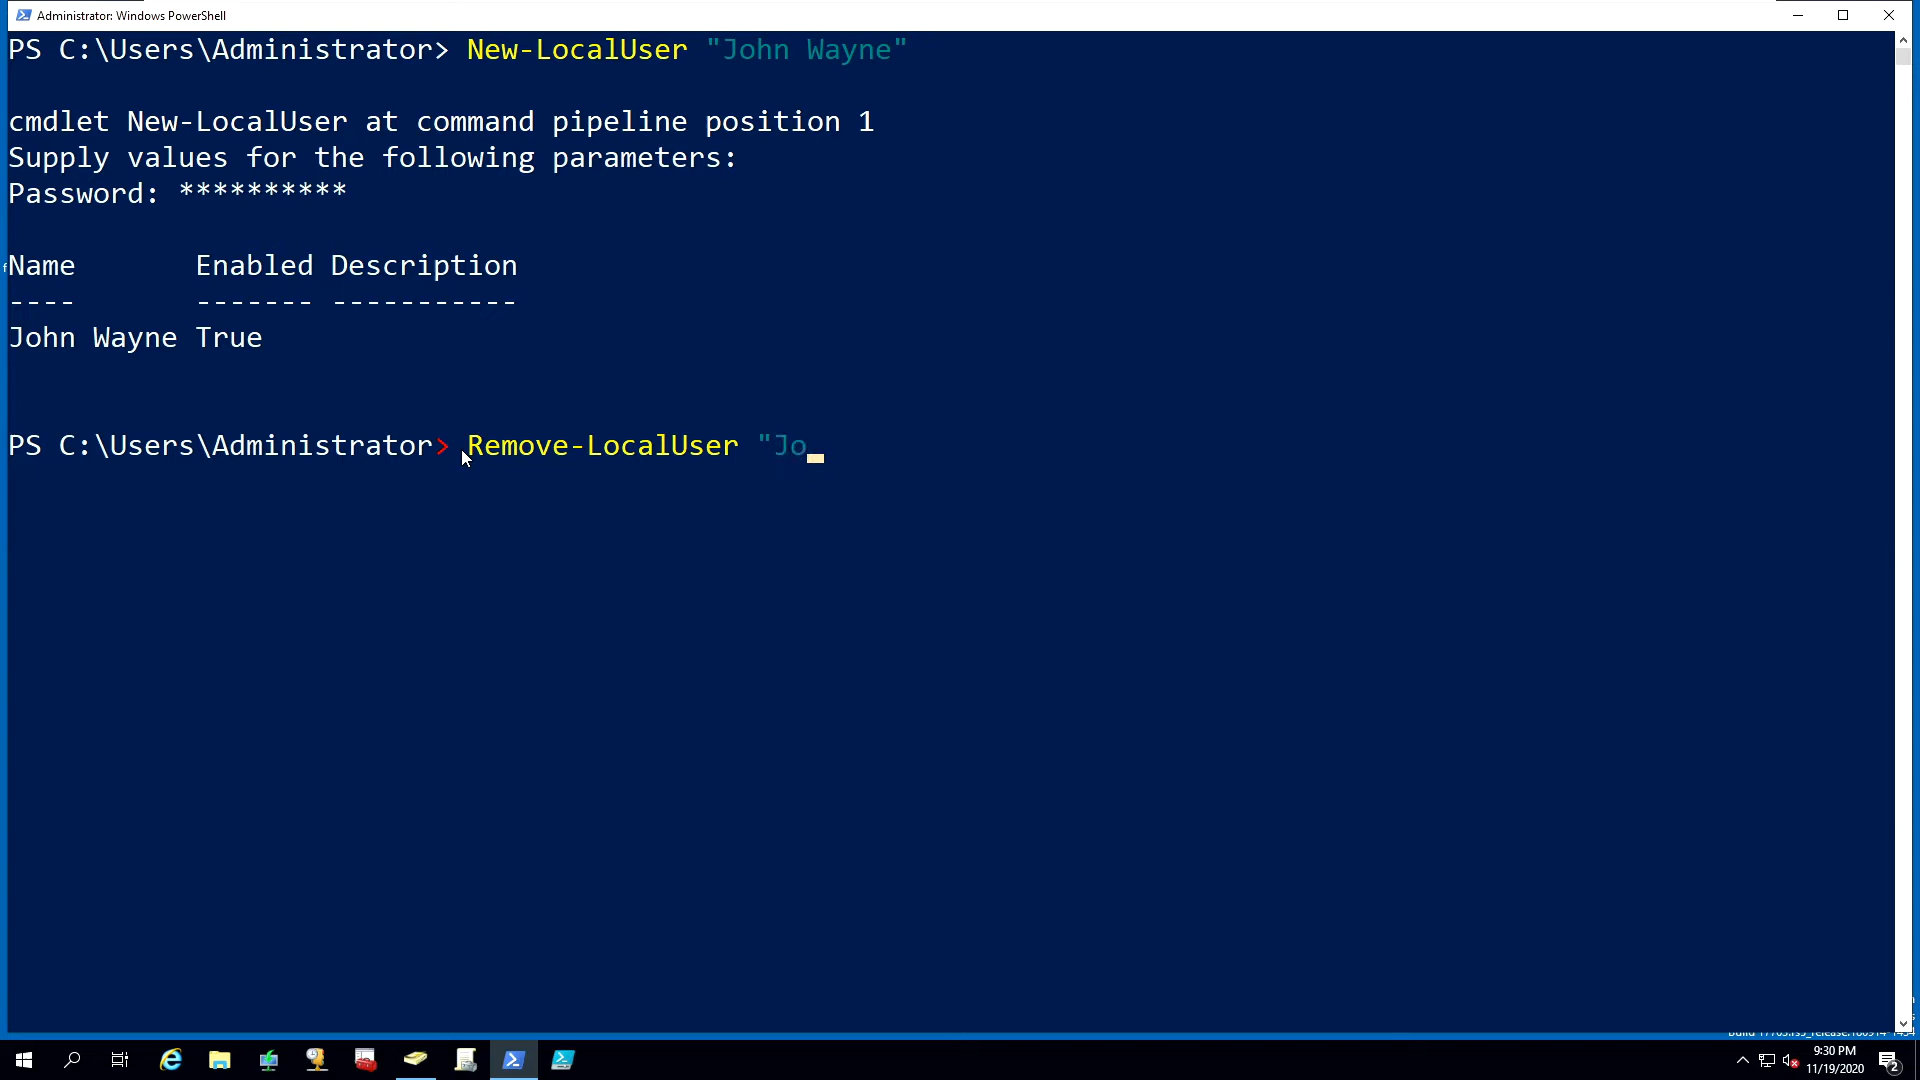 Administrator: Windows PowerShell
PS C:\Users\Administrator> New-LocalUser "John Wayne"
cmdlet New-LocalUser at command pipeline position 1
Supply values for the following parameters:
Password: **********
Name       Enabled Description
----       ------- -----------
John Wayne True
PS C:\Users\Administrator> Remove-LocalUser "Jo
9:30 PM
11/19/2020
2